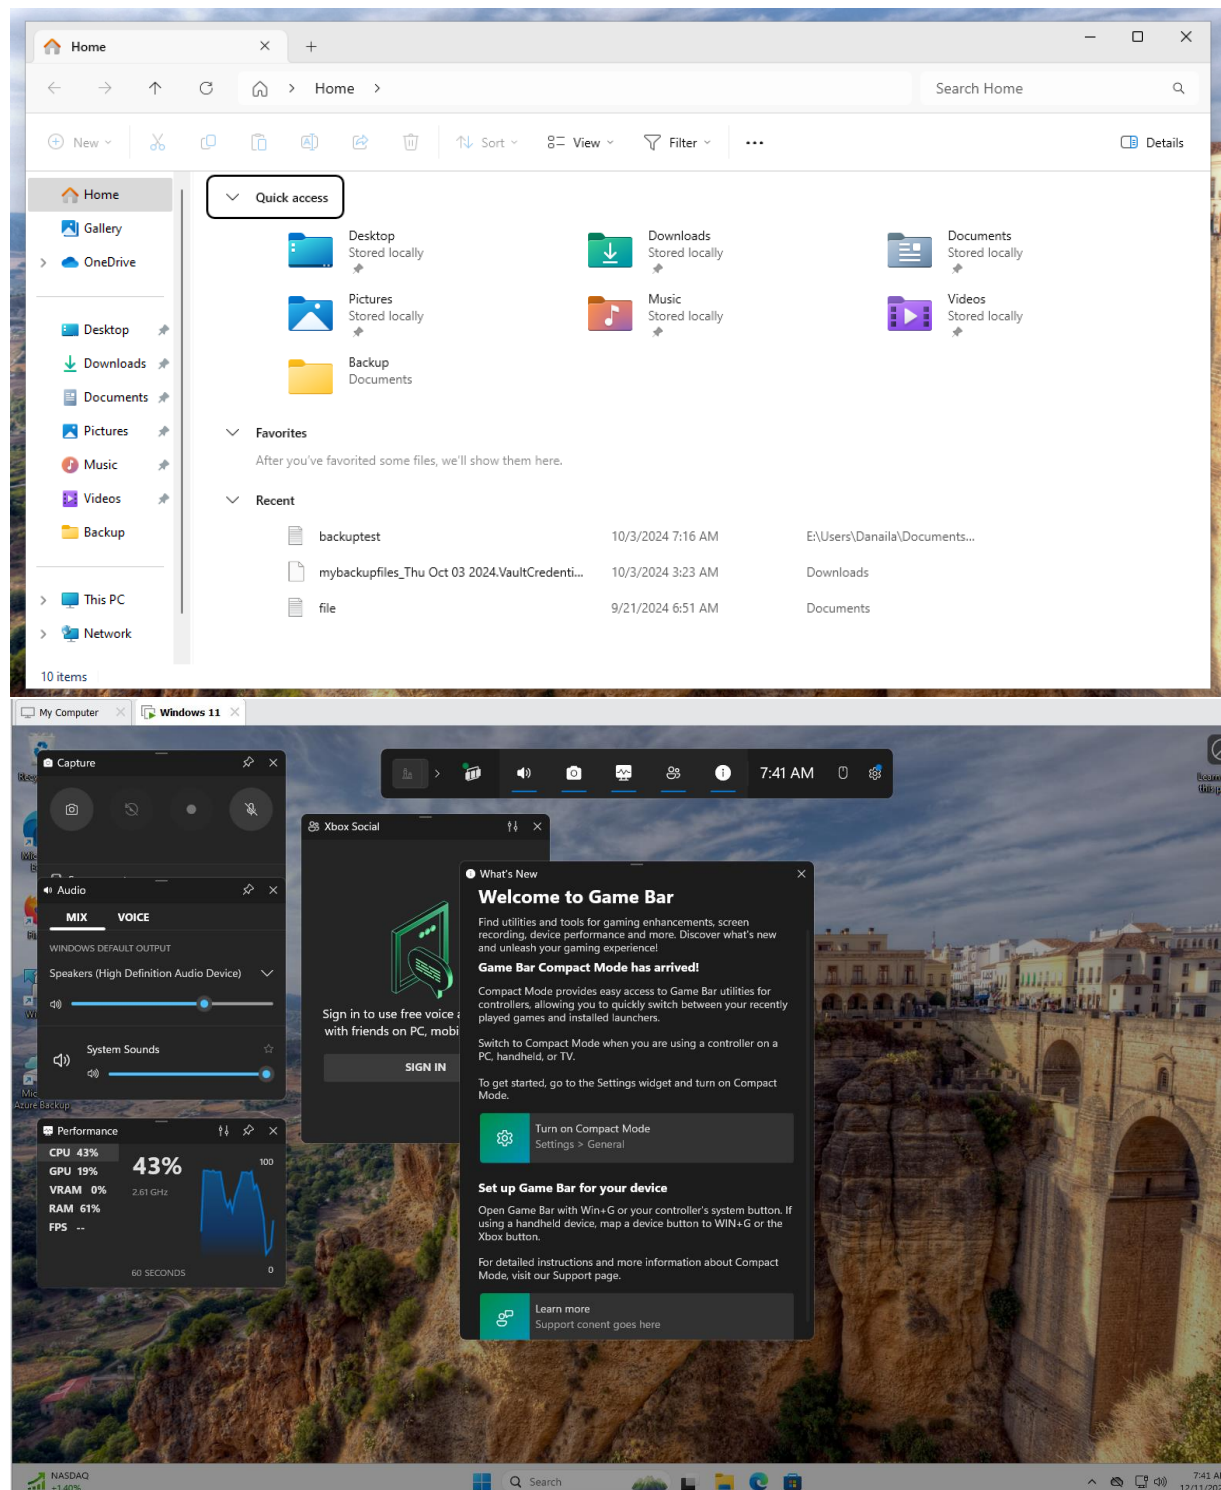 Home
Home
Search Home
New
Sort
View
Filter
Details
Home
Gallery
OneDrive
Desktop
Downloads
Documents
Pictures
Music
Videos
Backup
This PC
Network
10 items
Quick access
Desktop
Stored locally
Downloads
Stored locally
Documents
Stored locally
Pictures
Stored locally
Music
Stored locally
Videos
Stored locally
Backup
Documents
Favorites
After you've favorited some files, we'll show them here.
Recent
backuptest 10/3/2024 7:16 AM E:\Users\Danaila\Documents...
mybackupfiles_Thu Oct 03 2024.VaultCredenti... 10/3/2024 3:23 AM Downloads
file 9/21/2024 6:51 AM Documents
My Computer
Windows 11
Capture
7:41 AM
Audio
MIX VOICE
WINDOWS DEFAULT OUTPUT
Speakers (High Definition Audio Device)
System Sounds
Azure Backup
Performance
CPU 43%
GPU 19%
VRAM 0%
RAM 61%
FPS --
43%
2.61 GHz
100
0
60 SECONDS
Xbox Social
Sign in to use free voice
with friends on PC, mobi
SIGN IN
What's New
Welcome to Game Bar
Find utilities and tools for gaming enhancements, screen
recording, device performance and more. Discover what's new
and unleash your gaming experience!
Game Bar Compact Mode has arrived!
Compact Mode provides easy access to Game Bar utilities for
controllers, allowing you to quickly switch between your recently
played games and installed launchers.
Switch to Compact Mode when you are using a controller on a
PC, handheld, or TV.
To get started, go to the Settings widget and turn on Compact
Mode.
Turn on Compact Mode
Settings > General
Set up Game Bar for your device
Open Game Bar with Win+G or your controller's system button. If
using a handheld device, map a device button to WIN+G or the
Xbox button.
For detailed instructions and more information about Compact
Mode, visit our Support page.
Learn more
Support conent goes here
NASDAQ
+1.40%
Search
7:41 A
12/11/202